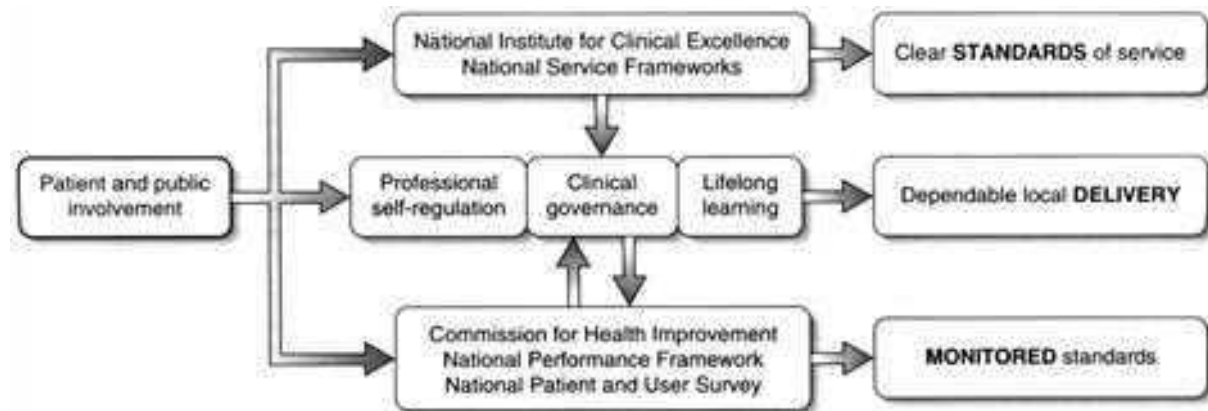 National Institute for Clinical Excellence
National Service Frameworks
Clear STANDARDS of service
Patient and public
involvement
Professional
self-regulation
Clinical
governance
Lifelong
learning
Dependable local DELIVERY
Commission for Health Improvement
National Performance Framework
National Patient and User Survey
MONITORED standards